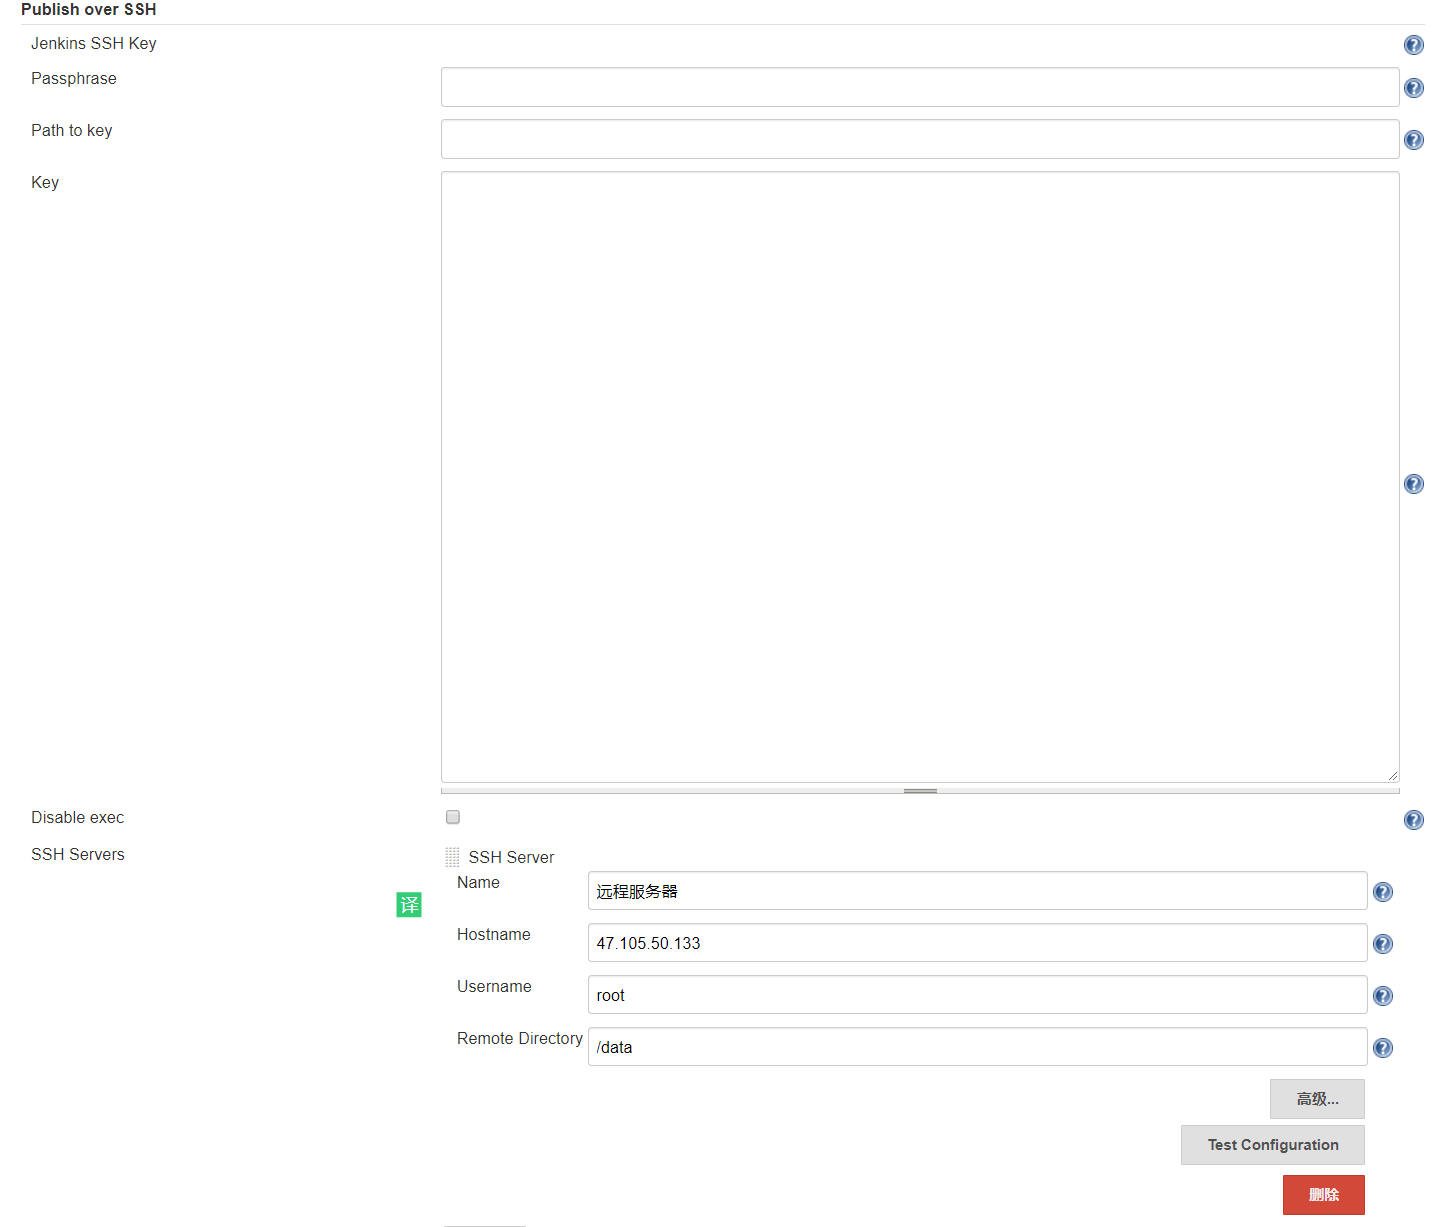 Publish over SSH
Jenkins SSH Key
Passphrase
Path to key
Key
Disable exec
SSH Servers
SSH Server
Name
远程服务器
译
Hostname
47.105.50.133
Username
root
Remote Directory
/data
高级...
Test Configuration
删除